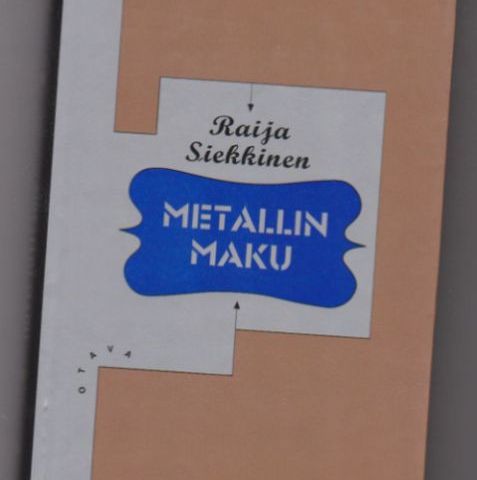 Raija
Siekkinen
METALLIN
MAKU
OTAVA